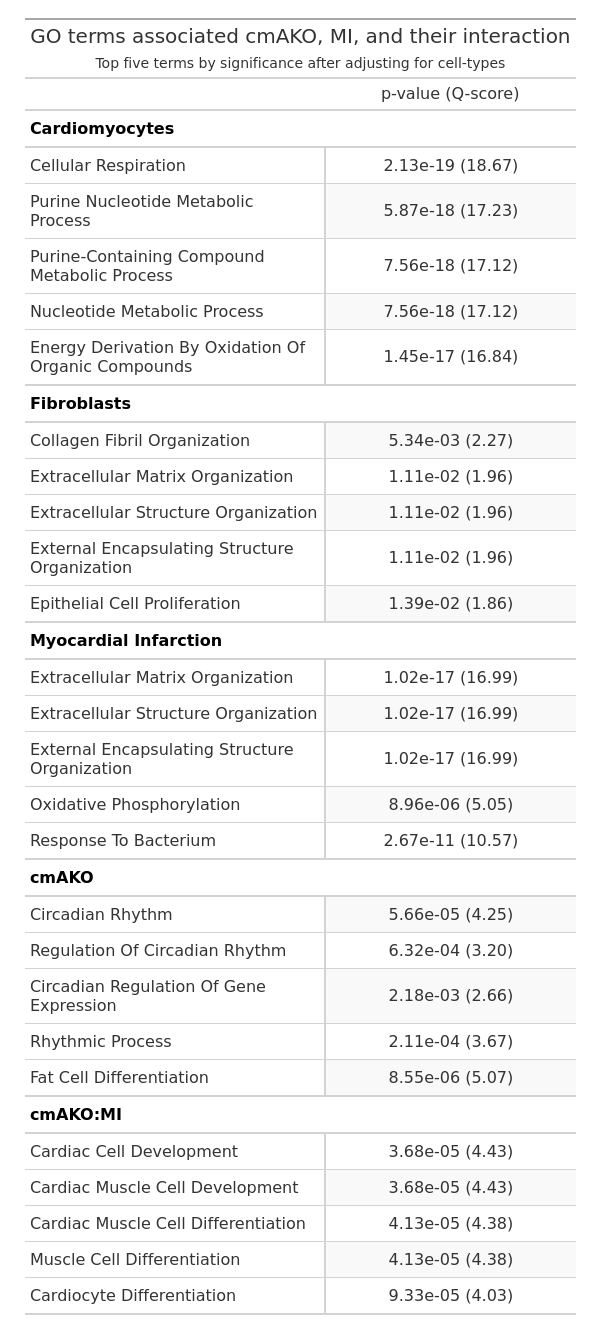 GO terms associated cmAKO, MI, and their interaction
Top five terms by significance after adjusting for cell-types
p-value (Q-score)
Cardiomyocytes
Cellular Respiration 2.13e-19 (18.67)
Purine Nucleotide Metabolic
Process 5.87e-18 (17.23)
Purine-Containing Compound
Metabolic Process 7.56e-18 (17.12)
Nucleotide Metabolic Process 7.56e-18 (17.12)
Energy Derivation By Oxidation Of
Organic Compounds 1.45e-17 (16.84)
Fibroblasts
Collagen Fibril Organization 5.34e-03 (2.27)
Extracellular Matrix Organization 1.11e-02 (1.96)
Extracellular Structure Organization 1.11e-02 (1.96)
External Encapsulating Structure
Organization 1.11e-02 (1.96)
Epithelial Cell Proliferation 1.39e-02 (1.86)
Myocardial Infarction
Extracellular Matrix Organization 1.02e-17 (16.99)
Extracellular Structure Organization 1.02e-17 (16.99)
External Encapsulating Structure
Organization 1.02e-17 (16.99)
Oxidative Phosphorylation 8.96e-06 (5.05)
Response To Bacterium 2.67e-11 (10.57)
cmAKO
Circadian Rhythm 5.66e-05 (4.25)
Regulation Of Circadian Rhythm 6.32e-04 (3.20)
Circadian Regulation Of Gene
Expression 2.18e-03 (2.66)
Rhythmic Process 2.11e-04 (3.67)
Fat Cell Differentiation 8.55e-06 (5.07)
cmAKO:MI
Cardiac Cell Development 3.68e-05 (4.43)
Cardiac Muscle Cell Development 3.68e-05 (4.43)
Cardiac Muscle Cell Differentiation 4.13e-05 (4.38)
Muscle Cell Differentiation 4.13e-05 (4.38)
Cardiocyte Differentiation 9.33e-05 (4.03)